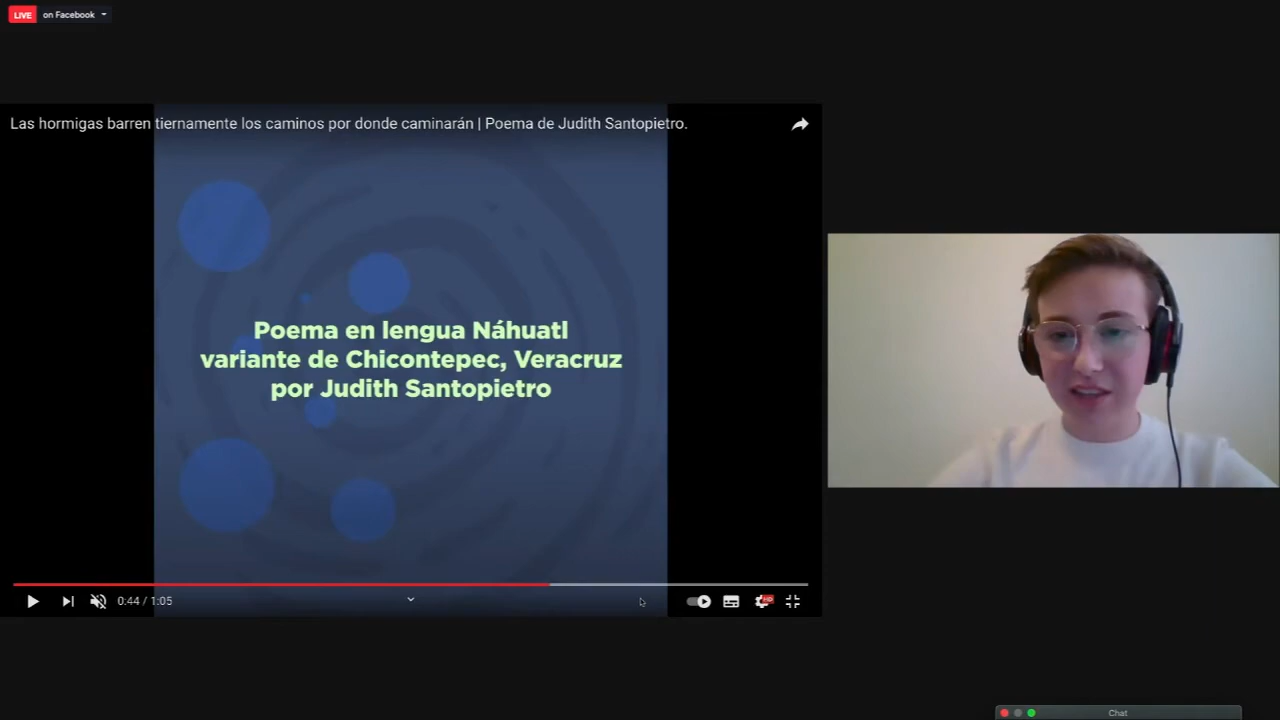 LIVE on Facebook
Las hormigas barren tiernamente los caminos por donde caminarán | Poema de Judith Santopietro.
Poema en lengua Náhuatl
variante de Chicontepec, Veracruz
por Judith Santopietro
0:44 / 1:05
HD
Chat